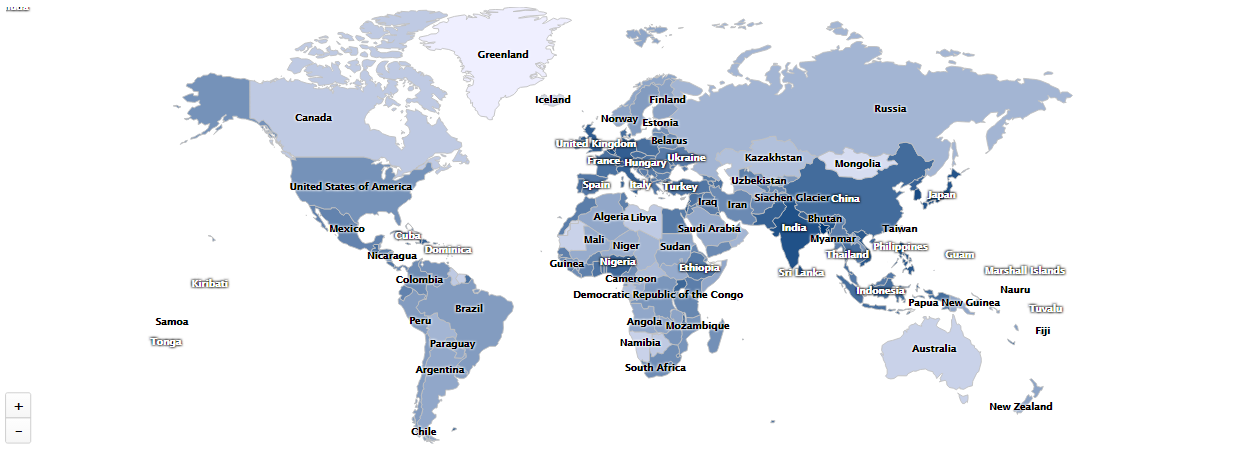 Greenland
Iceland
Finland
Russia
Canada
Norway
Estonia
United Kingdom
Belarus
France
Hungary
Ukraine
Kazakhstan
Mongolia
United States of America
Spain
Italy
Turkey
Uzbekistan
Siachen Glacier
China
Japan
Iraq
Iran
Algeria
Libya
Bhutan
Mexico
Cuba
Saudi Arabia
India
Taiwan
Mali
Niger
Sudan
Myanmar
Dominica
Philippines
Nicaragua
Thailand
Guam
Guinea
Nigeria
Ethiopia
Sri Lanka
Marshall Islands
Kiribati
Colombia
Cameroon
Indonesia
Nauru
Democratic Republic of the Congo
Papua New Guinea
Brazil
Tuvalu
Samoa
Peru
Angola
Mozambique
Fiji
Tonga
Paraguay
Namibia
Australia
Argentina
South Africa
New Zealand
+
−
Chile